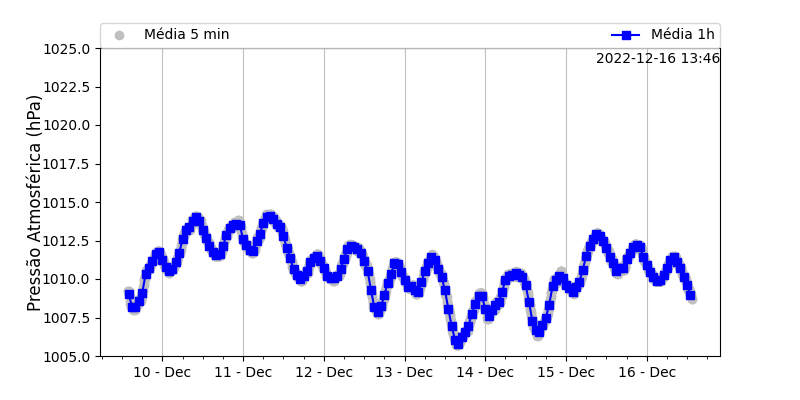 Média 5 min
Média 1h
2022-12-16 13:46
Pressão Atmosférica (hPa)
1025.0
1022.5
1020.0
1017.5
1015.0
1012.5
1010.0
1007.5
1005.0
10 - Dec
11 - Dec
12 - Dec
13 - Dec
14 - Dec
15 - Dec
16 - Dec